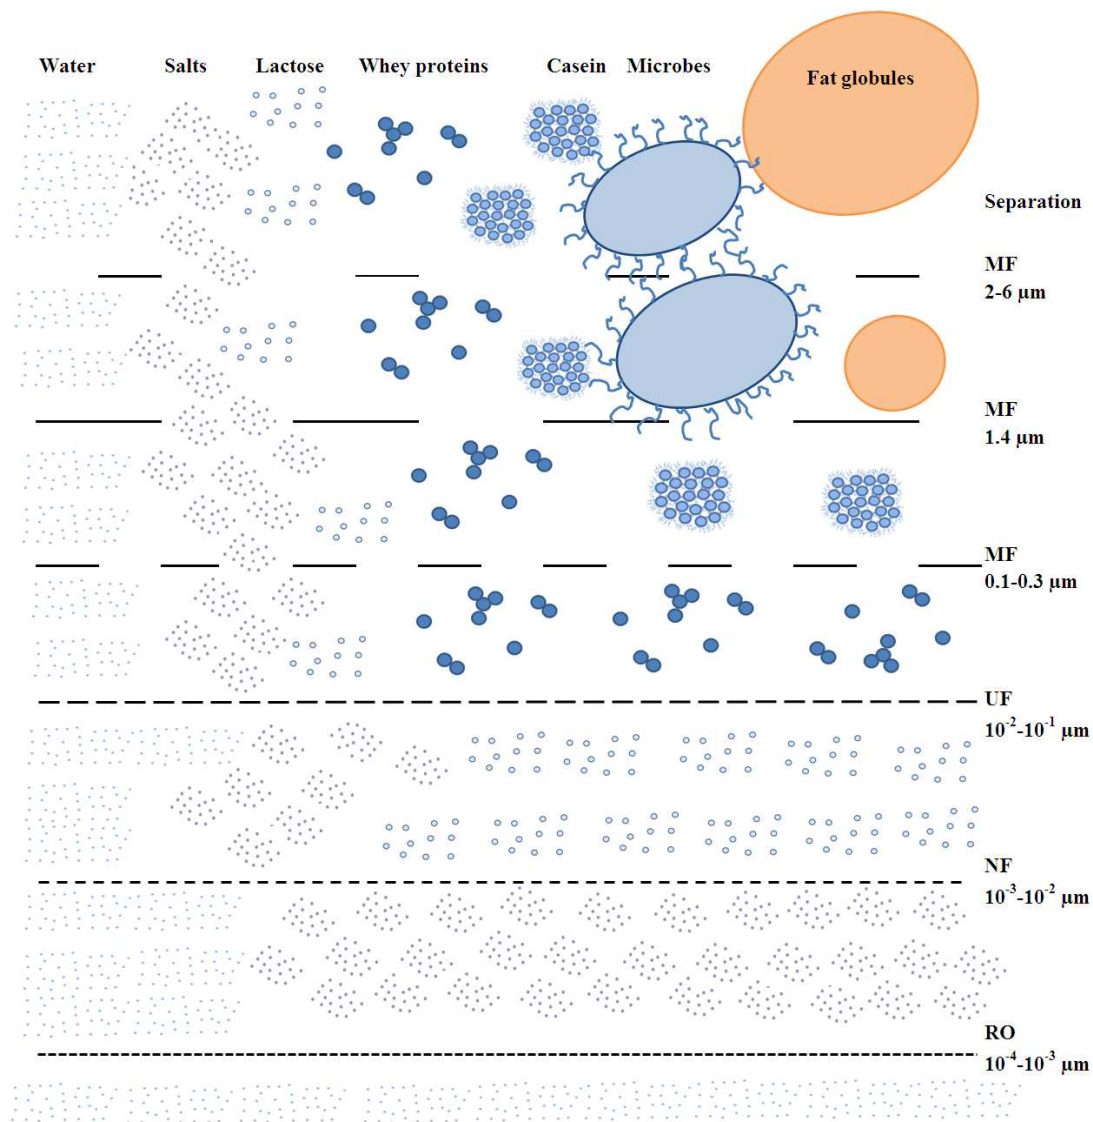 Water Salts Lactose Whey proteins Casein Microbes Fat globules
Separation
MF
2-6 µm
MF
1.4 µm
MF
0.1-0.3 µm
UF
10⁻²-10⁻¹ µm
NF
10⁻³-10⁻² µm
RO
10⁻⁴-10⁻³ µm